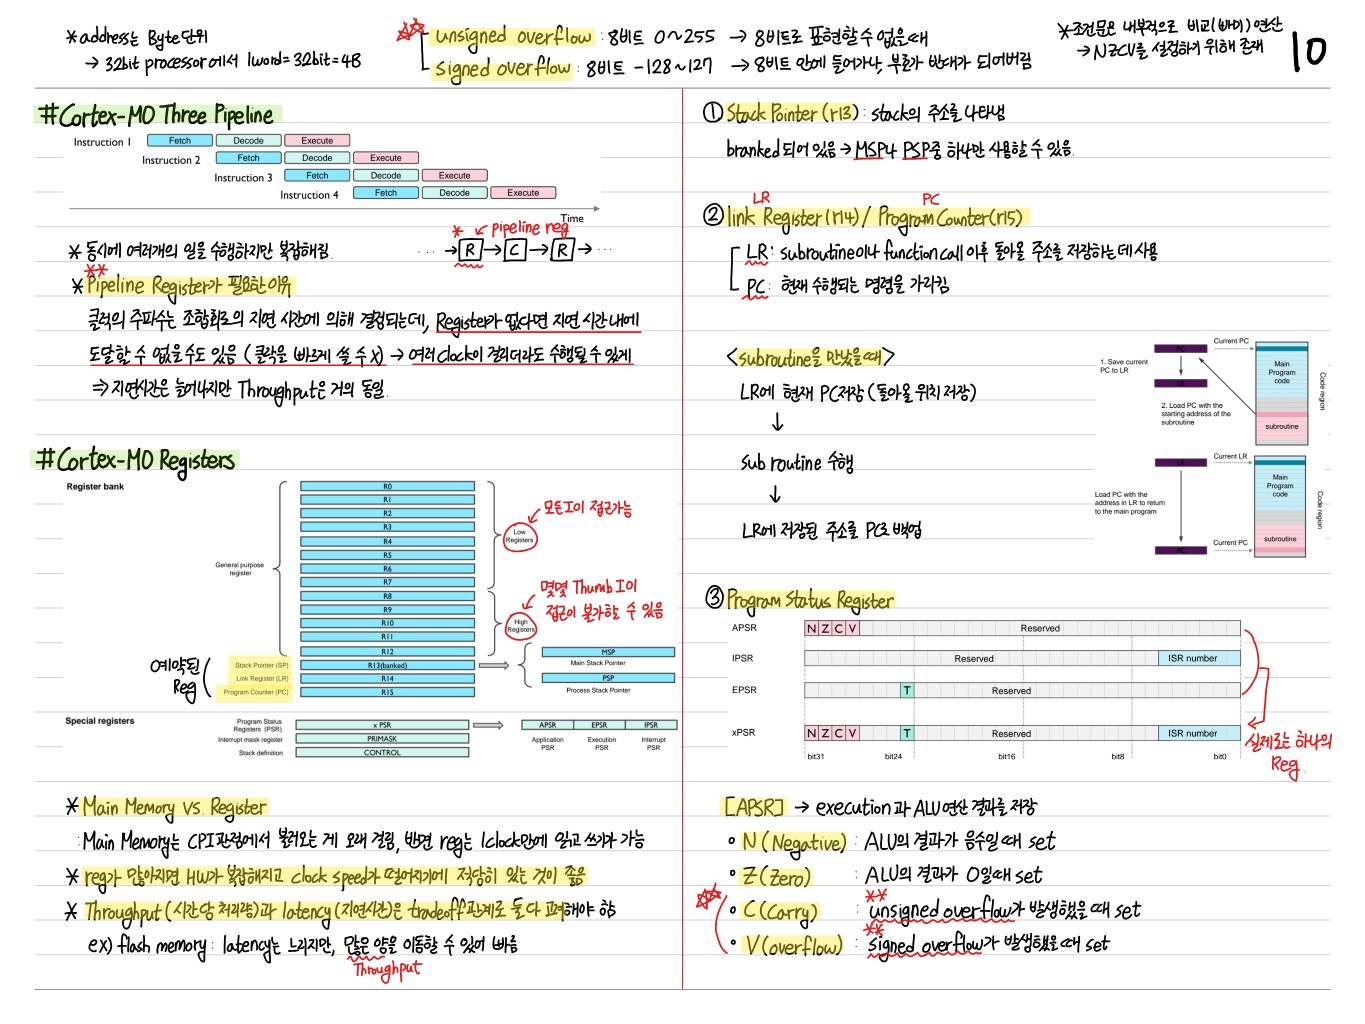 *address는 Byte단위
→ 32bit processor에서 1word=32bit=4B
unsigned overflow : 8비트 0~255 → 8비트로 표현할 수 없을때
signed overflow : 8비트 -128~127 → 8비트 안에 들어가나, 부호가 반대가 되어버림
*조건문은 내부적으로 비교(빼기) 연산
→ NZCV를 설정하기 위해 존재
10
#Cortex-M0 Three Pipeline
Instruction 1 Fetch Decode Execute
Instruction 2 Fetch Decode Execute
Instruction 3 Fetch Decode Execute
Instruction 4 Fetch Decode Execute
Time
* 동시에 여러개의 일을 수행하지만 복잡해짐.
* pipeline reg
... → R → C → R → ...
* Pipeline Register가 필요한 이유
클럭의 주파수는 조합회로의 지연 시간에 의해 결정되는데, Register가 없다면 지연 시간 내에
도달할 수 없을 수도 있음 (클락을 빠르게 쓸 수 x) → 여러 clock이 걸리더라도 수행될 수 있게
⇒ 지연시간은 늘어나지만 Throughput은 거의 동일.
#Cortex-M0 Registers
Register bank
General purpose register
R0
R1
R2
R3
R4
R5
R6
R7
R8
R9
R10
R11
R12
Low Registers
모든 I이 접근가능
High Registers
몇몇 Thumb I이
접근이 불가할 수 있음
예약된
Reg
Stack Pointer (SP) R13(banked)
Link Register (LR) R14
Program Counter (PC) R15
MSP
Main Stack Pointer
PSP
Process Stack Pointer
Special registers
Program Status Registers (PSR) x PSR
Interrupt mask register PRIMASK
Stack definition CONTROL
APSR EPSR IPSR
Application PSR Execution PSR Interrupt PSR
* Main Memory vs. Register
: Main Memory는 CPI관점에서 불러오는 게 오래 걸림, 반면 reg는 1clock만에 읽고 쓰기가 가능
* reg가 많아지면 HW가 복잡해지고 clock speed가 떨어지기에 적당히 있는 것이 좋음
* Throughput (시간당 처리량)과 latency (지연시간)은 tradeoff 관계로 둘 다 고려해야 함
ex) flash memory : latency는 느리지만, 많은 양을 이동할 수 있어 빠름
Throughput
① Stack Pointer (r13) : stack의 주소를 나타냄
branked 되어 있음 → MSP나 PSP중 하나만 사용할 수 있음.
LR PC
② link Register (r14) / Program Counter (r15)
LR : subroutine이나 function call 이후 돌아올 주소를 저장하는데 사용
PC : 현재 수행되는 명령을 가리킴
<subroutine을 만났을때>
LR에 현재 PC저장 (돌아올 위치 저장)
↓
subroutine 수행
↓
LR에 저장된 주소를 PC로 백업
PC
Current PC
1. Save current PC to LR
LR
2. Load PC with the starting address of the subroutine
Main Program code
subroutine
Code region
LR
Current LR
Load PC with the address in LR to return to the main program
PC
Current PC
Main Program code
subroutine
Code region
③ Program Status Register
APSR N Z C V Reserved
IPSR Reserved ISR number
EPSR T Reserved
xPSR N Z C V T Reserved ISR number
bit31 bit24 bit16 bit8 bit0
실제로는 하나의
Reg.
[APSR] → execution과 ALU연산 결과를 저장
• N (Negative) : ALU의 결과가 음수일 때 set
• Z (Zero) : ALU의 결과가 0일때 set
• C (Carry) : unsigned overflow가 발생했을 때 set
• V (overflow) : signed overflow가 발생했을 때 set